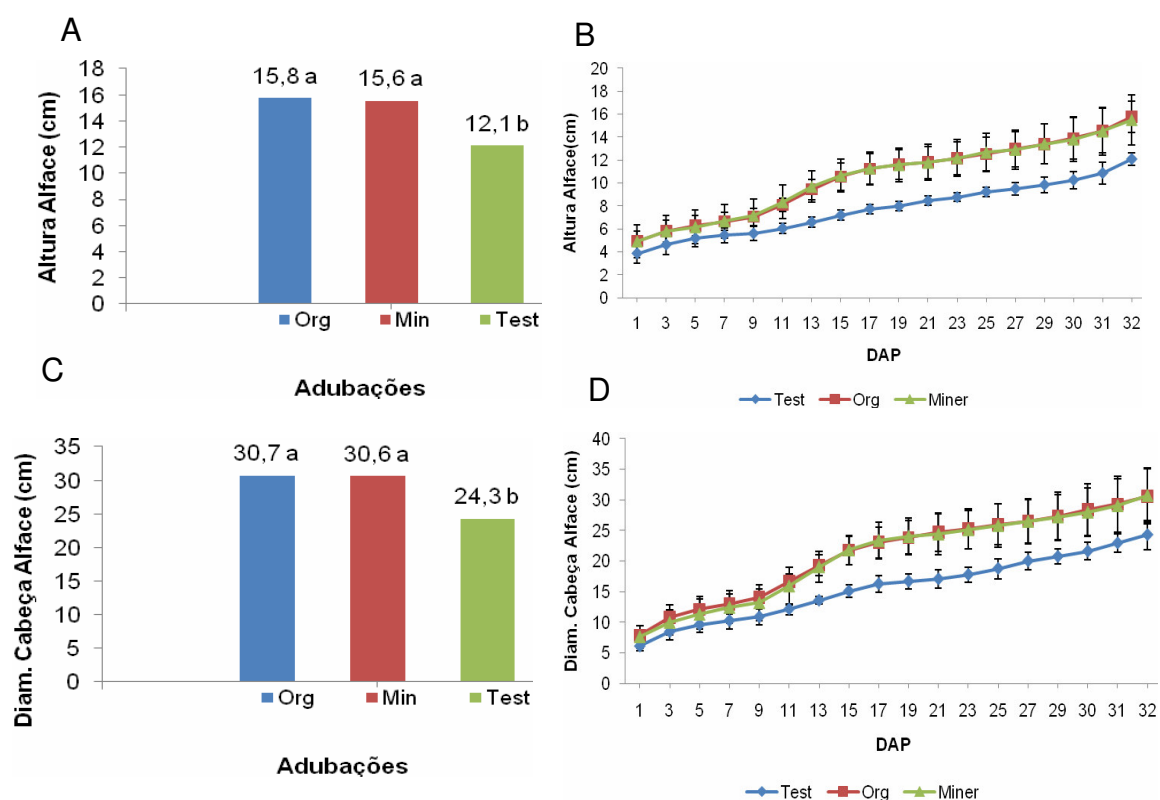 A
18
16
14
12
10
8
6
4
2
0
Altura Alface (cm)
15,8 a
15,6 a
12,1 b
Org Min Test
Adubações
B
20
18
16
14
12
10
8
6
4
2
0
Altura Alface(cm)
1 3 5 7 9 11 13 15 17 19 21 23 25 27 29 30 31 32
DAP
Test Org Miner
C
35
30
25
20
15
10
5
0
Diam. Cabeça Alface (cm)
30,7 a
30,6 a
24,3 b
Org Min Test
Adubações
D
40
35
30
25
20
15
10
5
0
Diam. Cabeça Alface (cm)
1 3 5 7 9 11 13 15 17 19 21 23 25 27 29 30 31 32
DAP
Test Org Miner